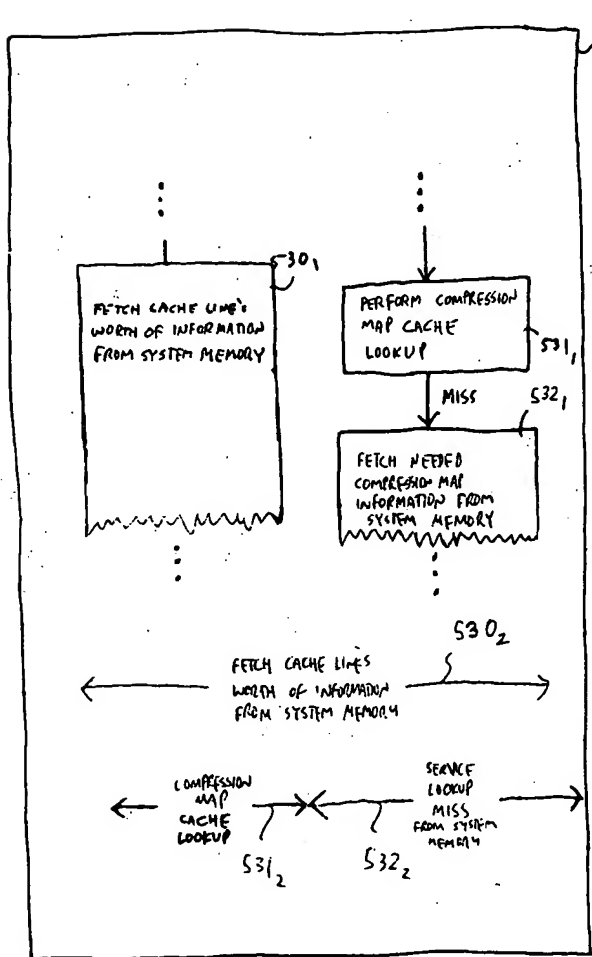 530₁
FETCH CACHE LINE'S
WORTH OF INFORMATION
FROM SYSTEM MEMORY
PERFORM COMPRESSION
MAP CACHE
LOOKUP
531₁
MISS
532₁
FETCH NEEDED
COMPRESSION MAP
INFORMATION FROM
SYSTEM MEMORY
530₂
FETCH CACHE LINES
WORTH OF INFORMATION
FROM SYSTEM MEMORY
COMPRESSION
MAP
CACHE
LOOKUP
531₂
SERVICE
LOOKUP
MISS
FROM SYSTEM
MEMORY
532₂